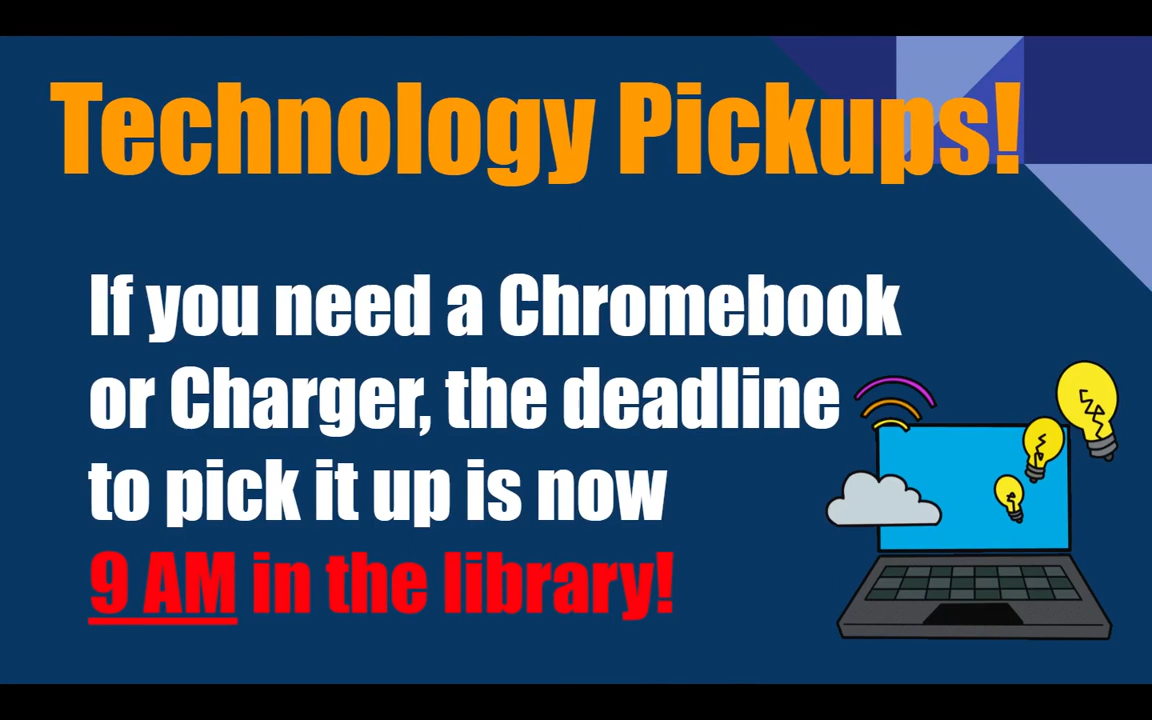 Technology Pickups!
If you need a Chromebook
or Charger, the deadline
to pick it up is now
9 AM in the library!